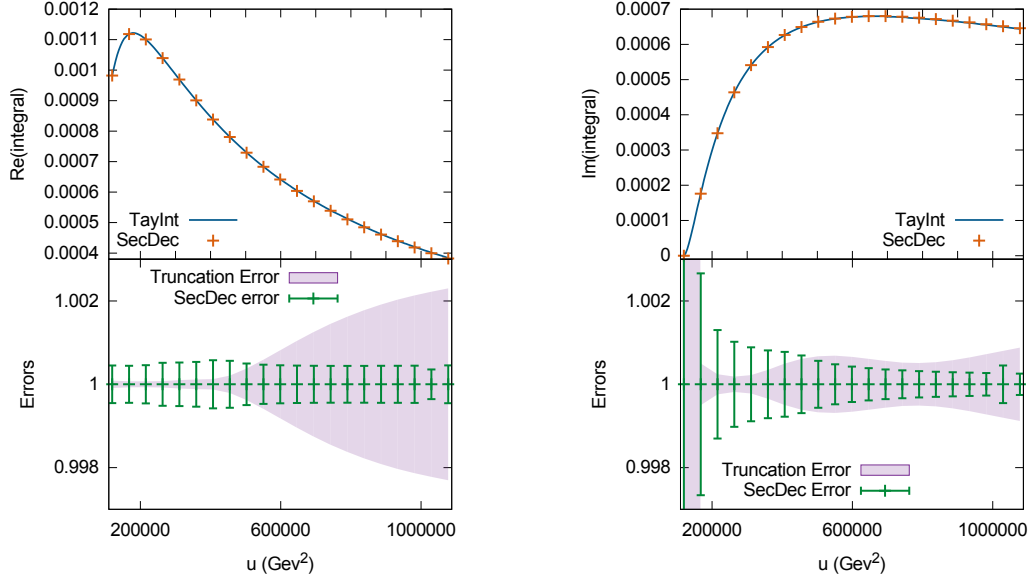 0.0012
0.0011
0.001
0.0009
0.0008
0.0007
0.0006
0.0005
0.0004
Re(integral)
TayInt
SecDec
1.002
1
0.998
Errors
Truncation Error
SecDec error
200000
600000
1000000
u (Gev²)
0.0007
0.0006
0.0005
0.0004
0.0003
0.0002
0.0001
0
Im(integral)
TayInt
SecDec
1.002
1
0.998
Errors
Truncation Error
SecDec Error
200000
600000
1000000
u (Gev²)